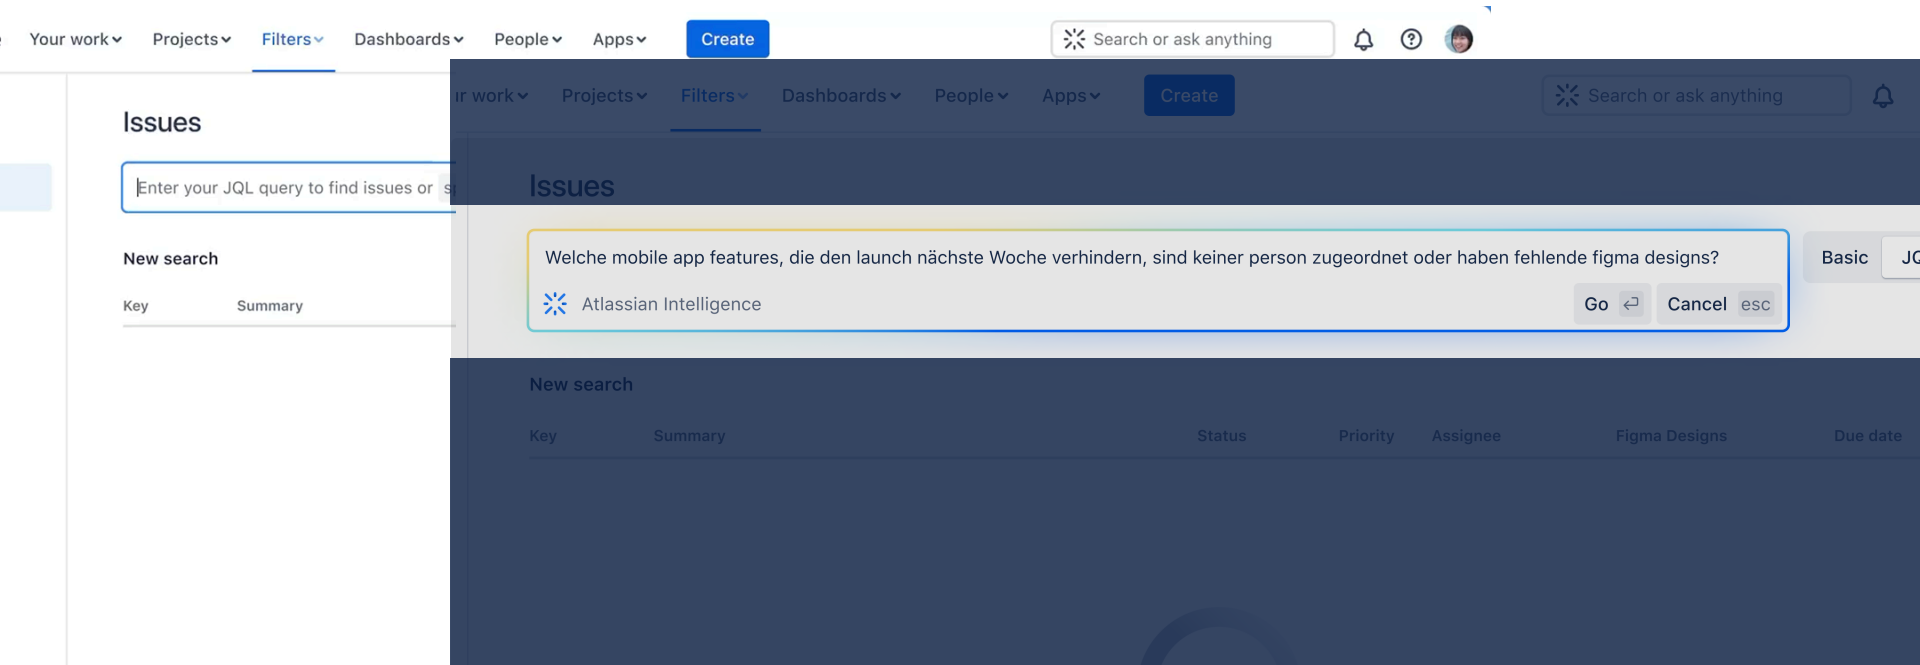 Your work Projects Filters Dashboards People Apps Create Search or ask anything
Issues
Enter your JQL query to find issues or
New search
Key Summary
work Projects Filters Dashboards People Apps Create Search or ask anything
Issues
Welche mobile app features, die den launch nächste Woche verhindern, sind keiner person zugeordnet oder haben fehlende figma designs?
Basic
Atlassian Intelligence
Go Cancel esc
New search
Key Summary Status Priority Assignee Figma Designs Due date